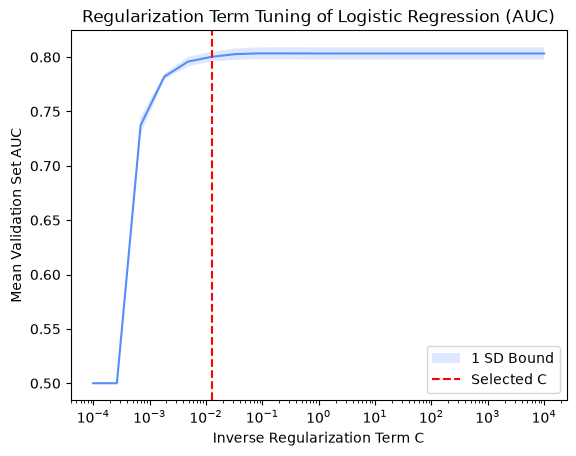 Regularization Term Tuning of Logistic Regression (AUC)
Mean Validation Set AUC
0.80
0.75
0.70
0.65
0.60
0.55
0.50
1 SD Bound
Selected C
10⁻⁴ 10⁻³ 10⁻² 10⁻¹ 10⁰ 10¹ 10² 10³ 10⁴
Inverse Regularization Term C